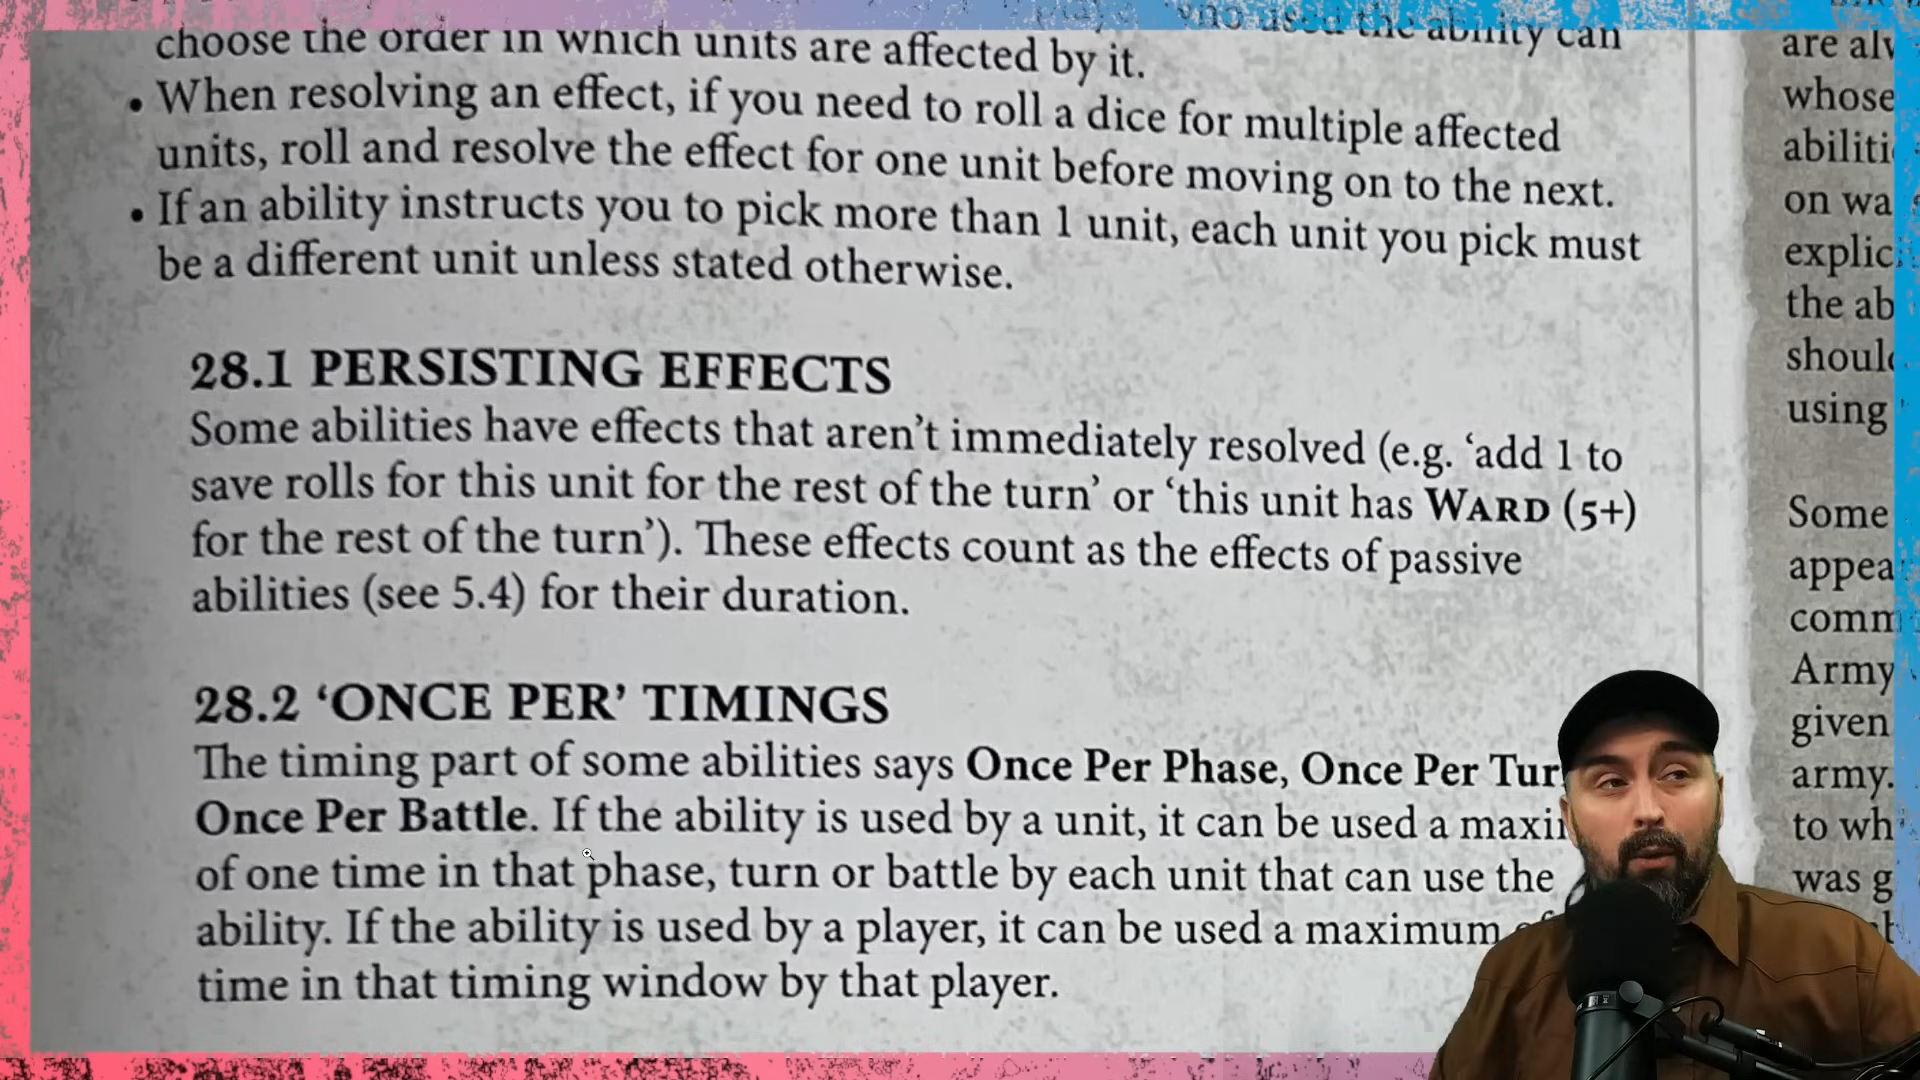 who used the ability can
choose the order in which units are affected by it.
• When resolving an effect, if you need to roll a dice for multiple affected
units, roll and resolve the effect for one unit before moving on to the next.
• If an ability instructs you to pick more than 1 unit, each unit you pick must
be a different unit unless stated otherwise.
28.1 PERSISTING EFFECTS
Some abilities have effects that aren't immediately resolved (e.g. ‘add 1 to
save rolls for this unit for the rest of the turn’ or ‘this unit has WARD (5+)
for the rest of the turn’). These effects count as the effects of passive
abilities (see 5.4) for their duration.
28.2 ‘ONCE PER’ TIMINGS
The timing part of some abilities says Once Per Phase, Once Per Tur
Once Per Battle. If the ability is used by a unit, it can be used a maxi
of one time in that phase, turn or battle by each unit that can use the
ability. If the ability is used by a player, it can be used a maximum
time in that timing window by that player.
are
whose
abiliti
on wa
explic
the ab
shoul
using
Some
appea
comm
Army
given
army.
to wh
was g